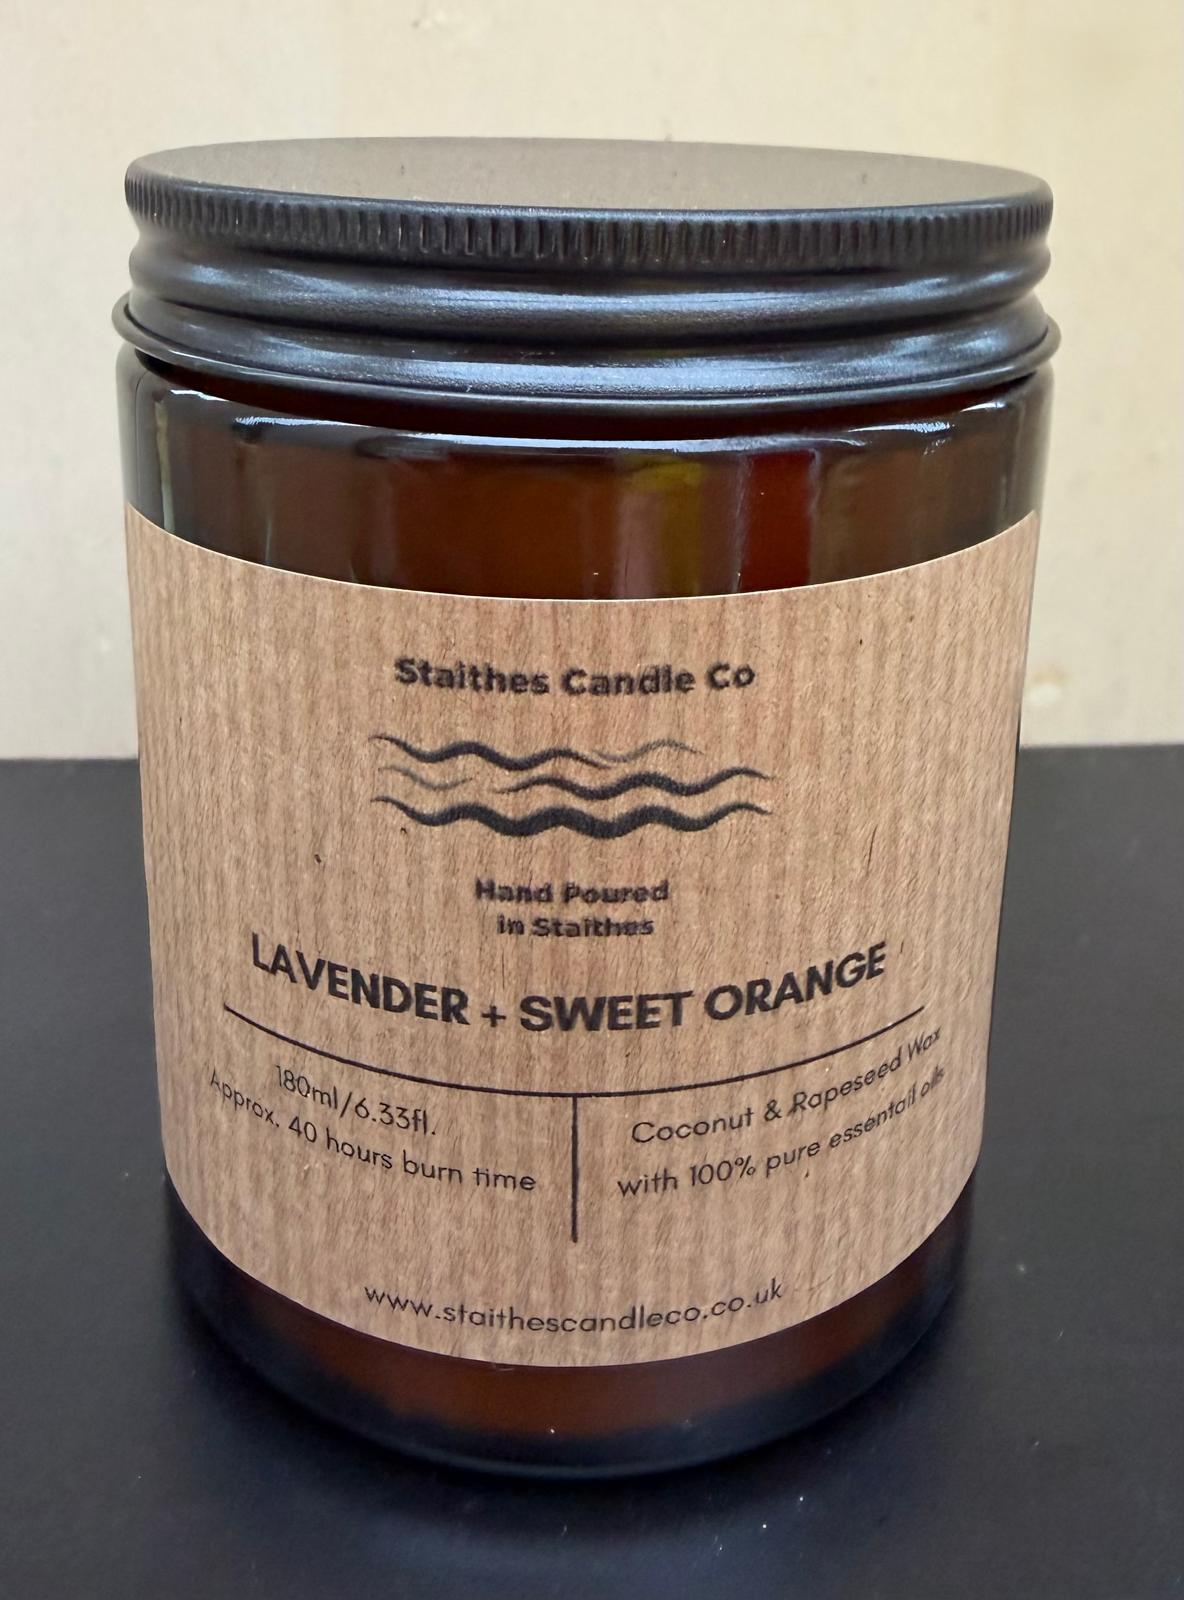 Staithes Candle Co
Hand Poured
in Staithes
LAVENDER + SWEET ORANGE
180ml/6.33fl.
Approx. 40 hours burn time
Coconut & Rapeseed Wax
with 100% pure essentail oils
www.staithescandleco.co.uk